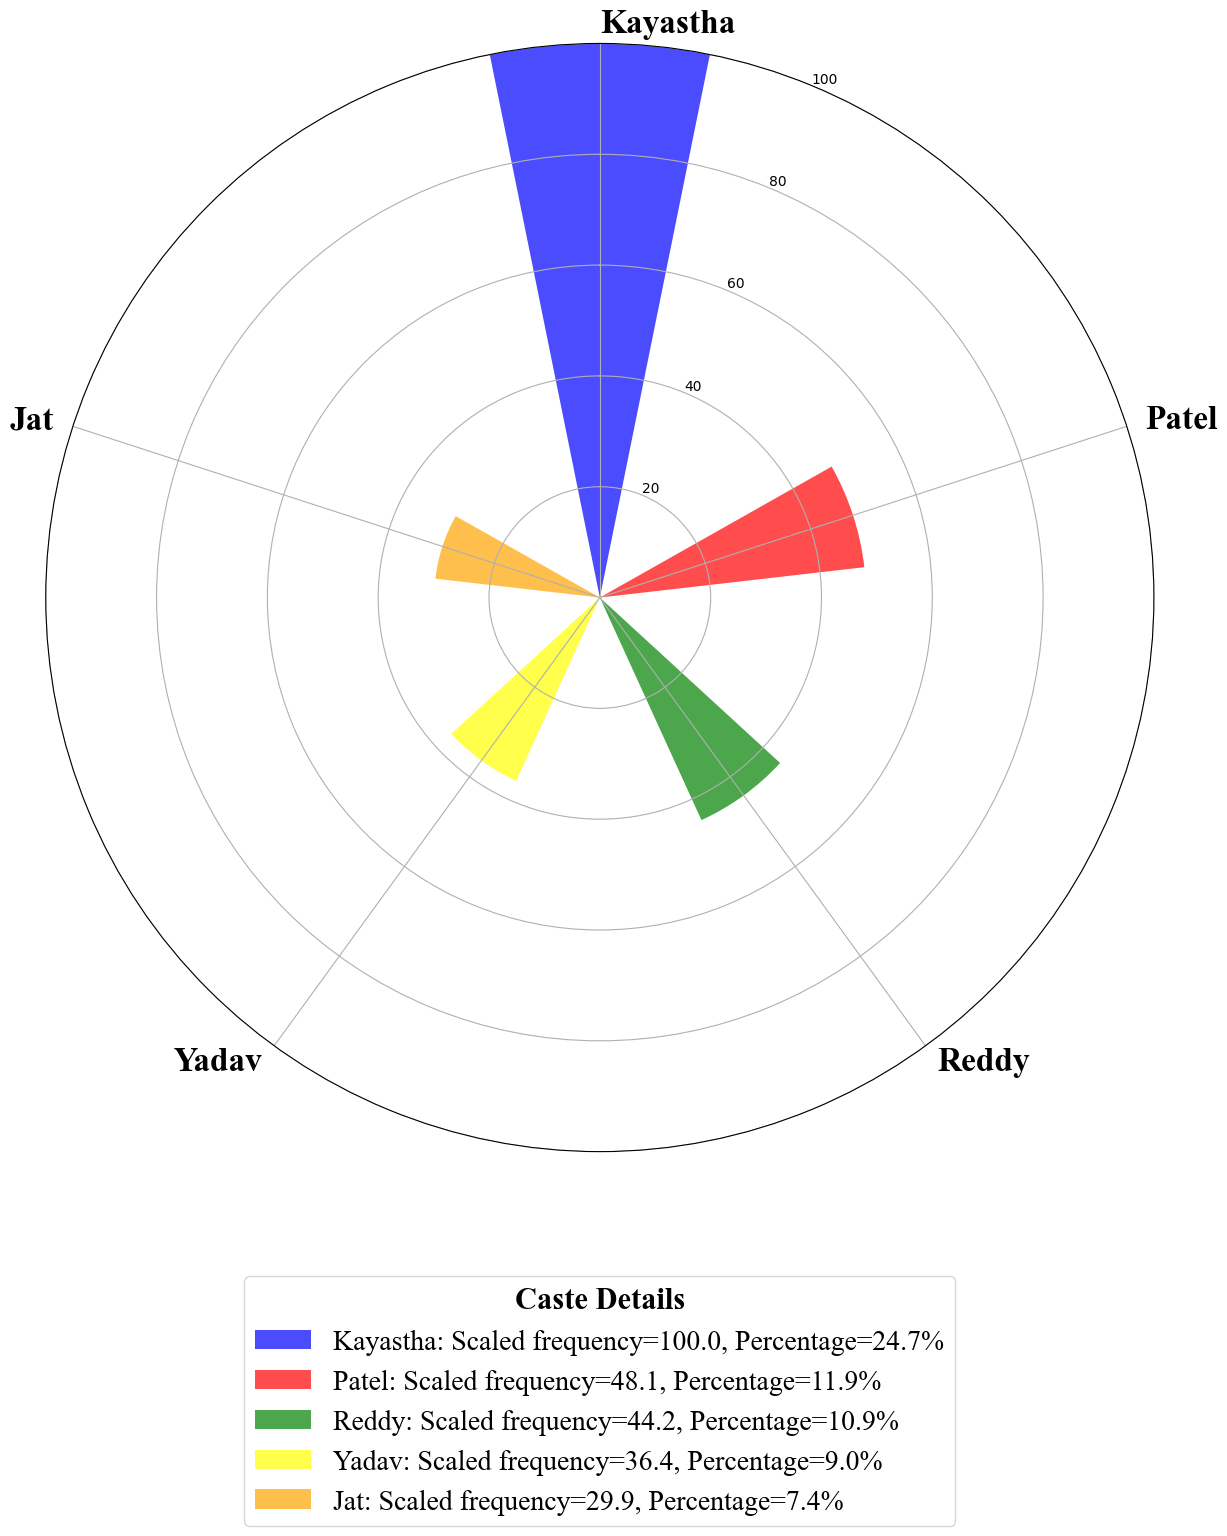 Kayastha
100
80
60
40
20
Jat
Patel
Yadav
Reddy
Caste Details
Kayastha: Scaled frequency=100.0, Percentage=24.7%
Patel: Scaled frequency=48.1, Percentage=11.9%
Reddy: Scaled frequency=44.2, Percentage=10.9%
Yadav: Scaled frequency=36.4, Percentage=9.0%
Jat: Scaled frequency=29.9, Percentage=7.4%